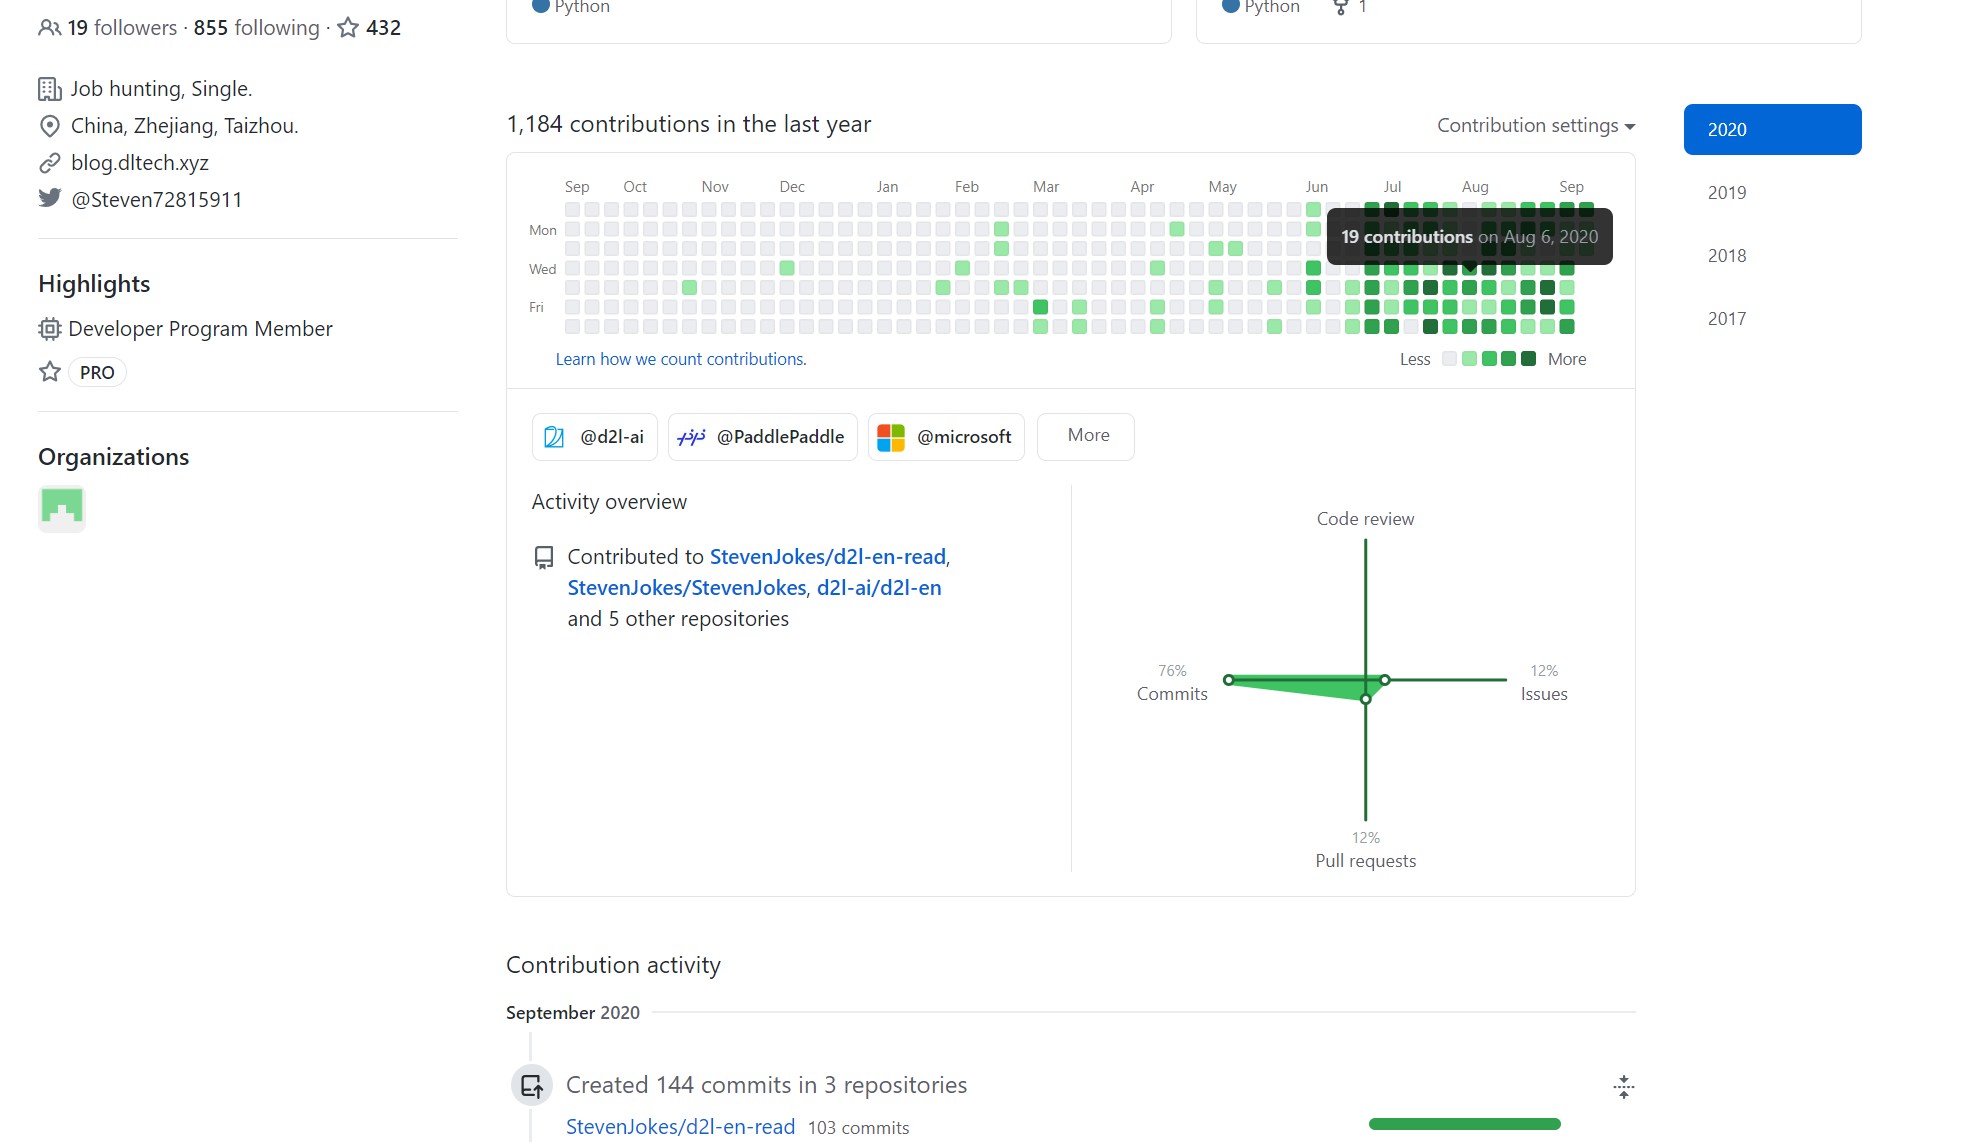 19 followers · 855 following · 432
Job hunting, Single.
China, Zhejiang, Taizhou.
blog.dltech.xyz
@Steven72815911
Highlights
Developer Program Member
PRO
Organizations
Python
Python 1
1,184 contributions in the last year
Contribution settings
2020
2019
2018
2017
Sep Oct Nov Dec Jan Feb Mar Apr May Jun Jul Aug Sep
Mon
19 contributions on Aug 6, 2020
Wed
Fri
Learn how we count contributions.
Less More
@d2l-ai @PaddlePaddle @microsoft More
Activity overview
Contributed to StevenJokes/d2l-en-read,
StevenJokes/StevenJokes, d2l-ai/d2l-en
and 5 other repositories
Code review
76%
Commits
12%
Issues
12%
Pull requests
Contribution activity
September 2020
Created 144 commits in 3 repositories
StevenJokes/d2l-en-read 103 commits